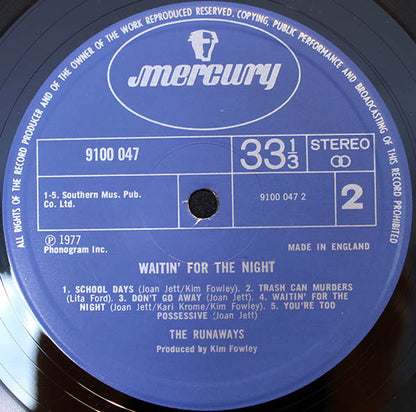 ALL RIGHTS OF THE RECORD PRODUCER AND OF THE OWNER OF THE WORK REPRODUCED RESERVED. COPYING, PUBLIC PERFORMANCE AND BROADCASTING OF THIS RECORD PROHIBITED
mercury
9100 047
33 1/3
STEREO
1-5. Southern Mus. Pub.
Co. Ltd.
9100 047 2
2
Ⓟ 1977
Phonogram Inc.
MADE IN ENGLAND
WAITIN' FOR THE NIGHT
1. SCHOOL DAYS (Joan Jett/Kim Fowley). 2. TRASH CAN MURDERS
(Lita Ford). 3. DON'T GO AWAY (Joan Jett). 4. WAITIN' FOR THE
NIGHT (Joan Jett/Kari Krome/Kim Fowley). 5. YOU'RE TOO
POSSESSIVE (Joan Jett)
THE RUNAWAYS
Produced by Kim Fowley